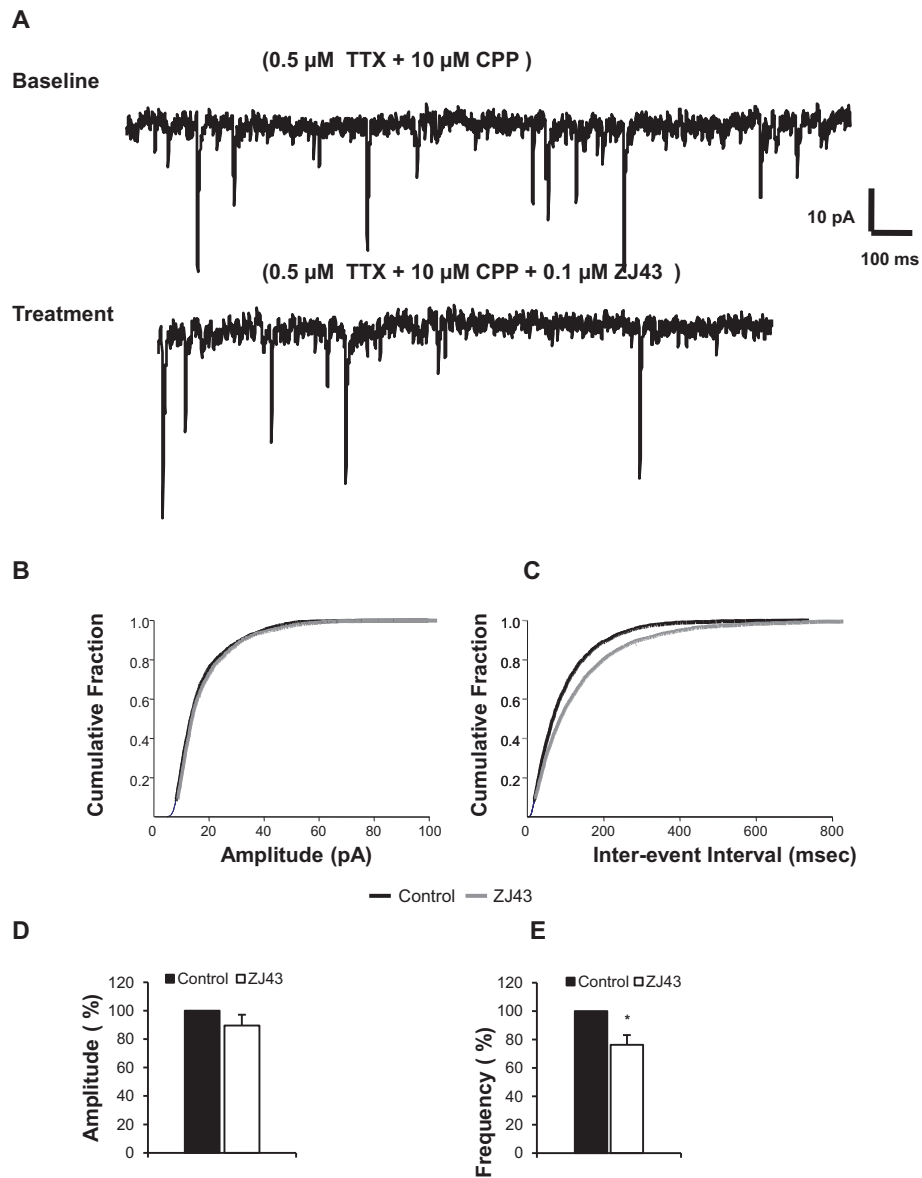 A
(0.5 µM TTX + 10 µM CPP )
Baseline
10 pA
100 ms
(0.5 µM TTX + 10 µM CPP + 0.1 µM ZJ43 )
Treatment
B
Cumulative Fraction
1.0
0.8
0.6
0.4
0.2
0 20 40 60 80 100
Amplitude (pA)
C
Cumulative Fraction
1.0
0.8
0.6
0.4
0.2
0 200 400 600 800
Inter-event Interval (msec)
Control ZJ43
D
Control ZJ43
Amplitude ( %)
120
100
80
60
40
20
0
E
Control ZJ43
Frequency ( %)
120
100
80
60
40
20
0
*